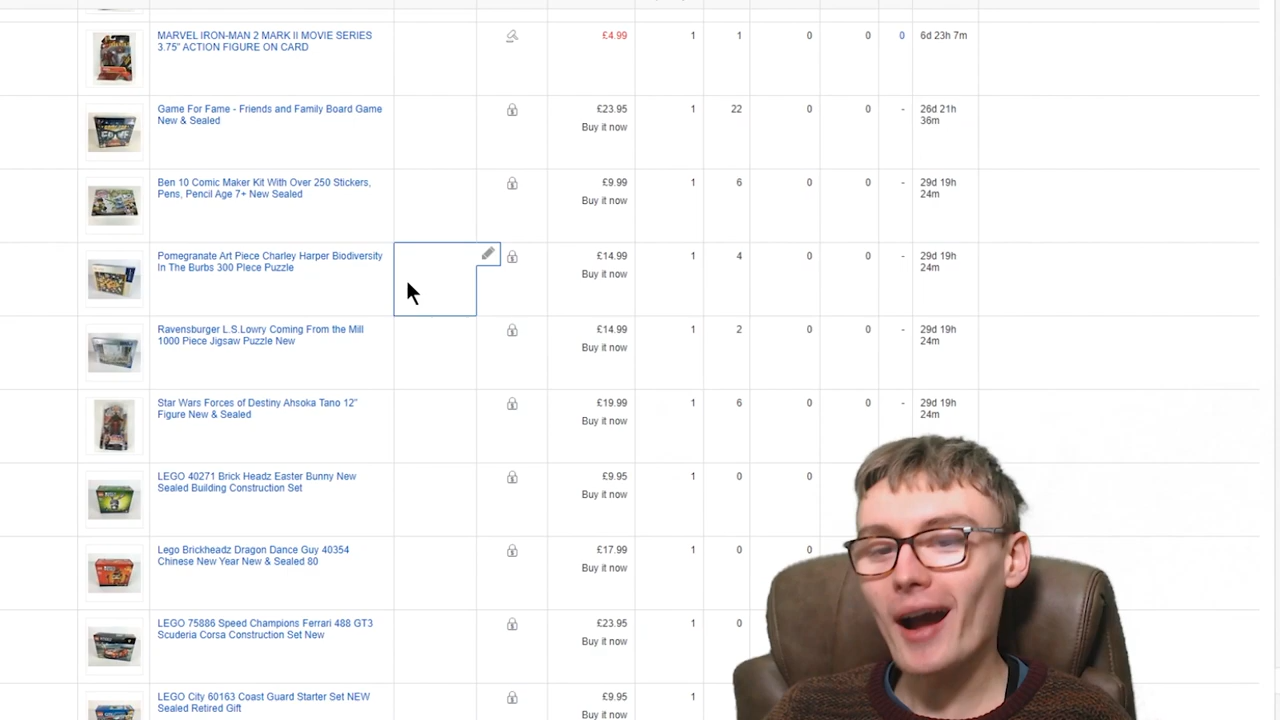 MARVEL IRON-MAN 2 MARK II MOVIE SERIES
3.75" ACTION FIGURE ON CARD
£4.99
1
1
0
0
0
6d 23h 7m
Game For Fame - Friends and Family Board Game
New & Sealed
£23.95
Buy it now
1
22
0
0
-
26d 21h
36m
Ben 10 Comic Maker Kit With Over 250 Stickers,
Pens, Pencil Age 7+ New Sealed
£9.99
Buy it now
1
6
0
0
-
29d 19h
24m
Pomegranate Art Piece Charley Harper Biodiversity
In The Burbs 300 Piece Puzzle
£14.99
Buy it now
1
4
0
0
-
29d 19h
24m
Ravensburger L.S.Lowry Coming From the Mill
1000 Piece Jigsaw Puzzle New
£14.99
Buy it now
1
2
0
0
-
29d 19h
24m
Star Wars Forces of Destiny Ahsoka Tano 12"
Figure New & Sealed
£19.99
Buy it now
1
6
0
0
-
29d 19h
24m
LEGO 40271 Brick Headz Easter Bunny New
Sealed Building Construction Set
£9.95
Buy it now
1
0
0
Lego Brickheadz Dragon Dance Guy 40354
Chinese New Year New & Sealed 80
£17.99
Buy it now
1
0
0
LEGO 75886 Speed Champions Ferrari 488 GT3
Scuderia Corsa Construction Set New
£23.95
Buy it now
1
0
LEGO City 60163 Coast Guard Starter Set NEW
Sealed Retired Gift
£9.95
Buy it now
1